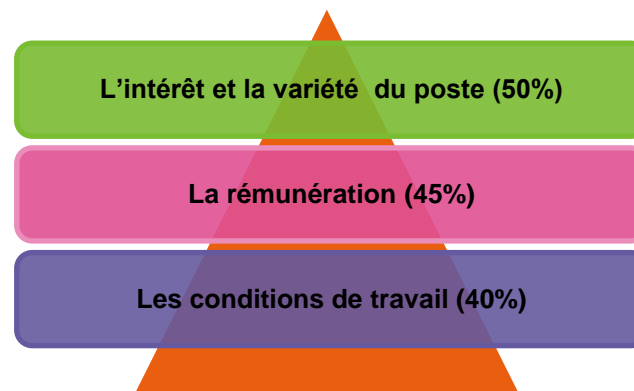 L'intérêt et la variété  du poste (50%)
La rémunération (45%)
Les conditions de travail (40%)